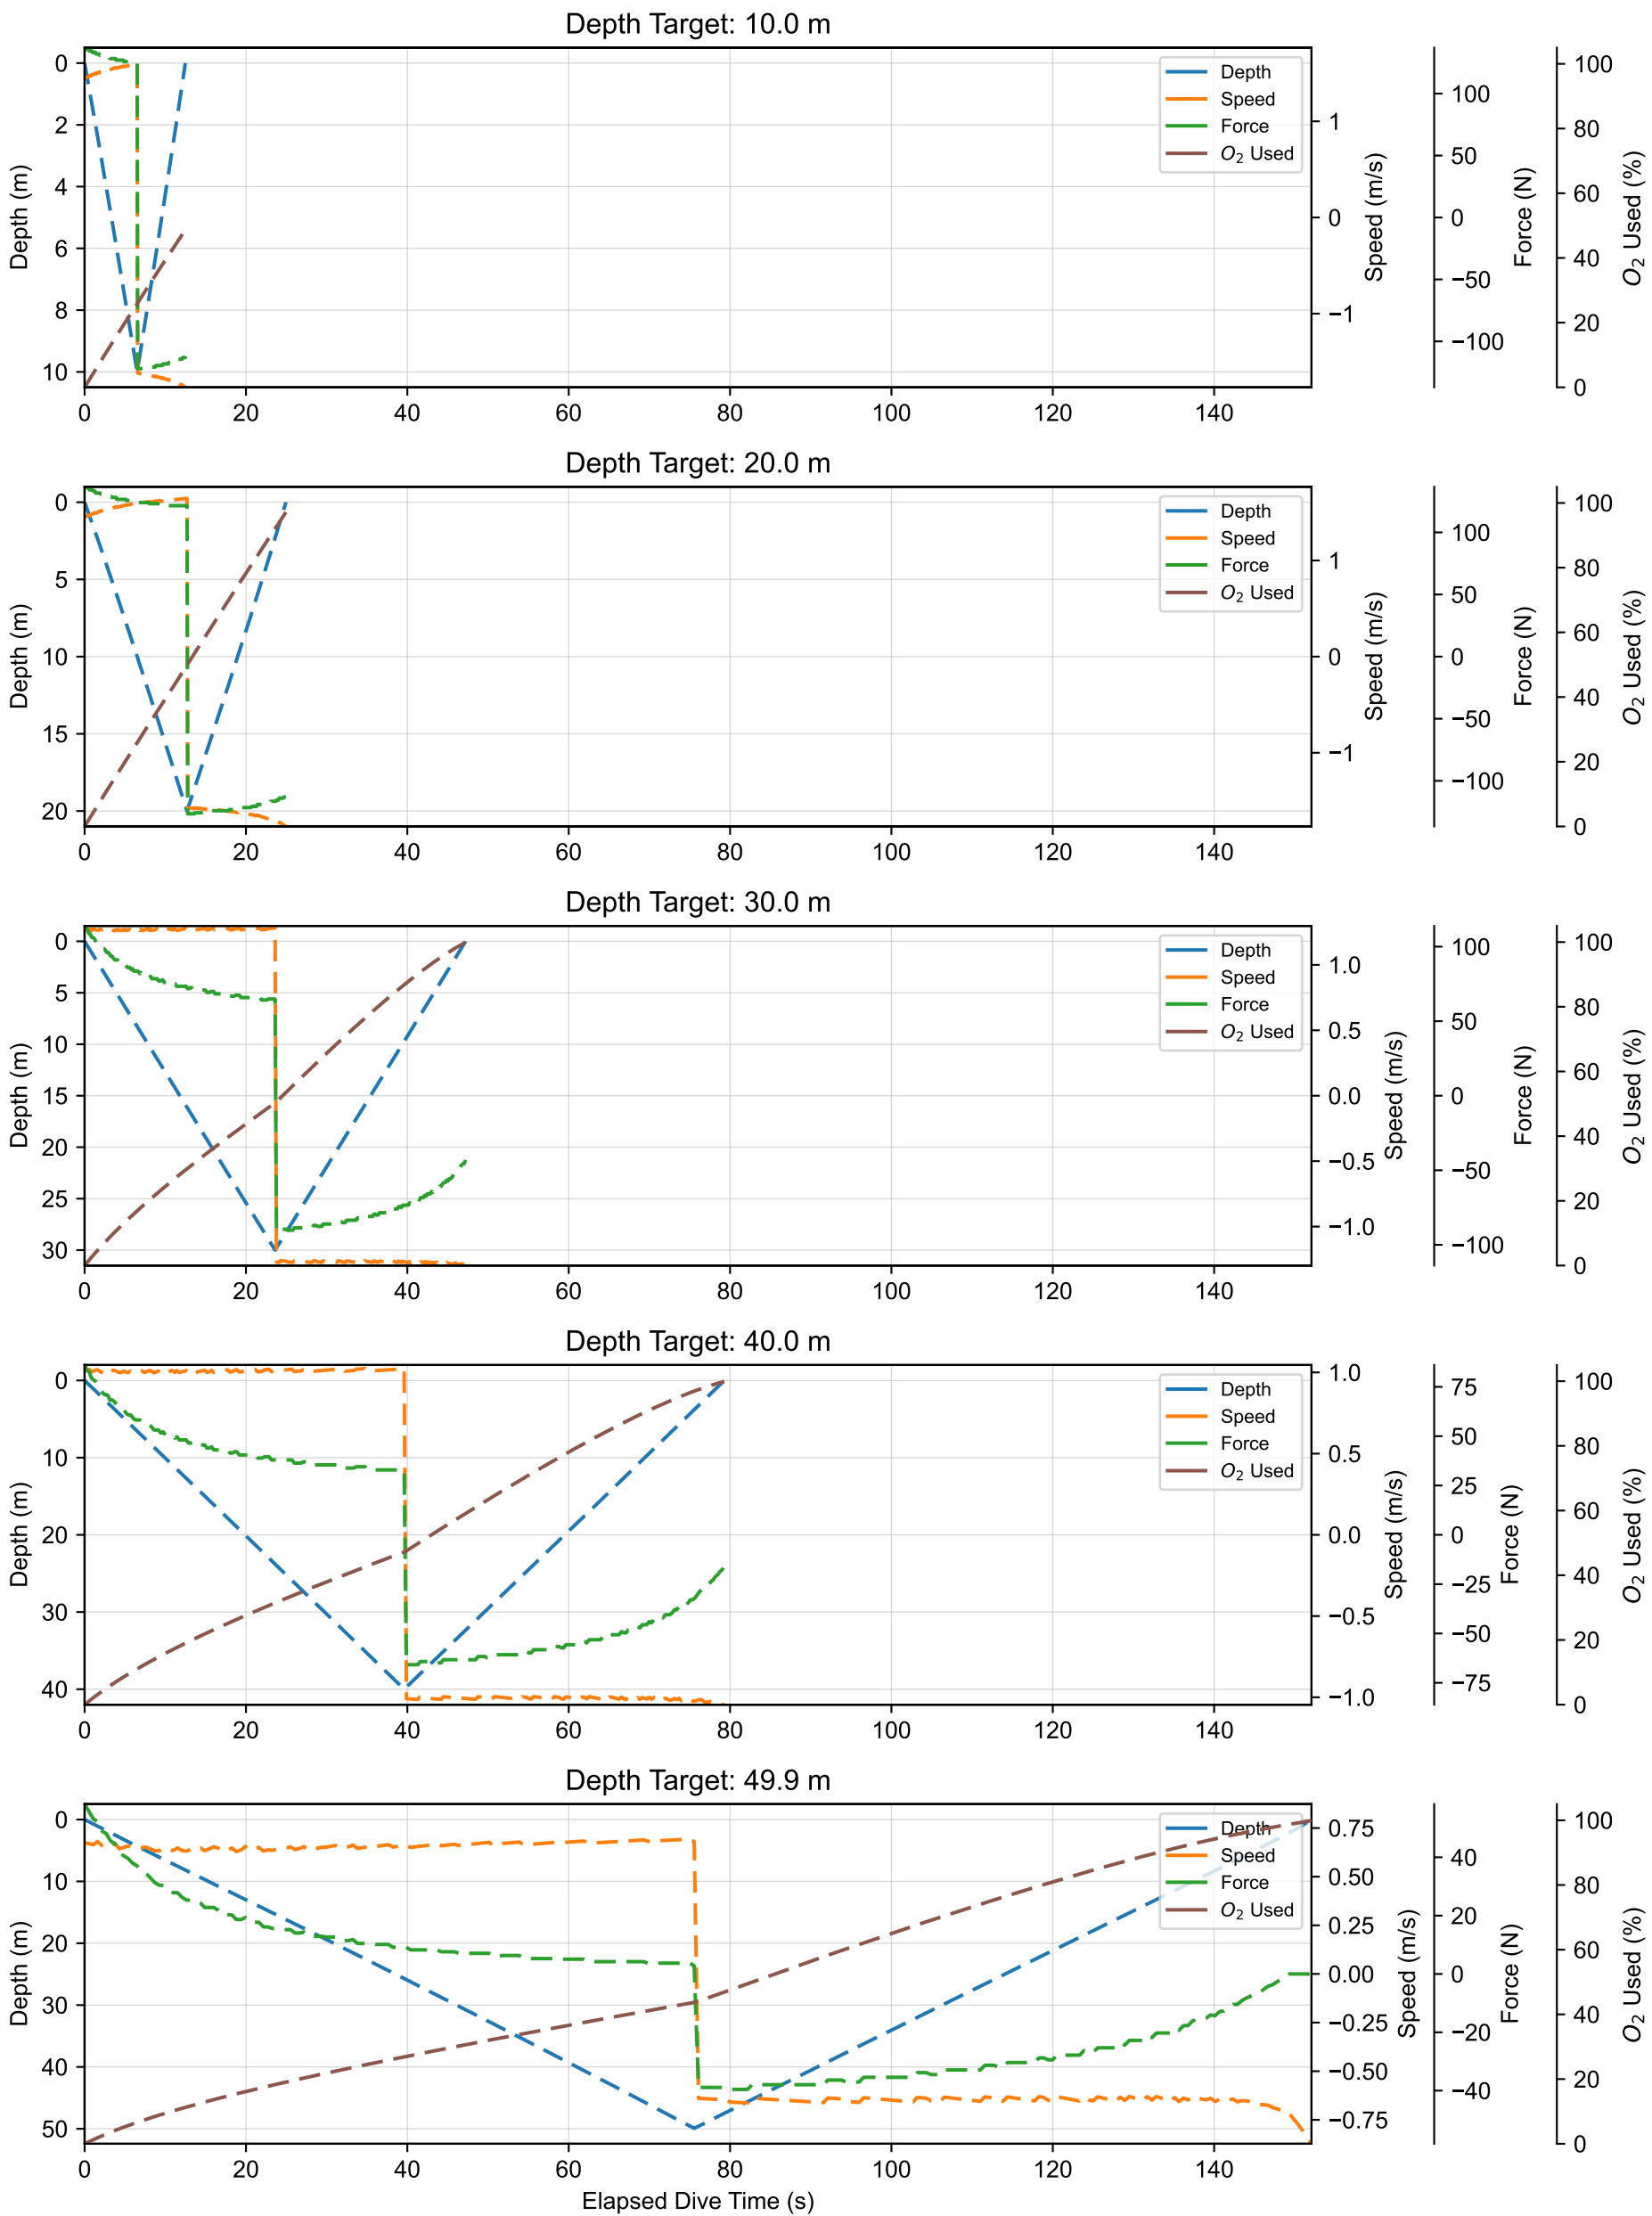 Depth Target: 10.0 m
0
2
4
6
8
10
Depth (m)
0 20 40 60 80 100 120 140
1
0
−1
Speed (m/s)
100
50
0
−50
−100
Force (N)
100
80
60
40
20
0
O2 Used (%)
Depth
Speed
Force
O2 Used
Depth Target: 20.0 m
0
5
10
15
20
Depth (m)
0 20 40 60 80 100 120 140
1
0
−1
Speed (m/s)
100
50
0
−50
−100
Force (N)
100
80
60
40
20
0
O2 Used (%)
Depth
Speed
Force
O2 Used
Depth Target: 30.0 m
0
5
10
15
20
25
30
Depth (m)
0 20 40 60 80 100 120 140
1.0
0.5
0.0
−0.5
−1.0
Speed (m/s)
100
50
0
−50
−100
Force (N)
100
80
60
40
20
0
O2 Used (%)
Depth
Speed
Force
O2 Used
Depth Target: 40.0 m
0
10
20
30
40
Depth (m)
0 20 40 60 80 100 120 140
1.0
0.5
0.0
−0.5
−1.0
Speed (m/s)
75
50
25
0
−25
−50
−75
Force (N)
100
80
60
40
20
0
O2 Used (%)
Depth
Speed
Force
O2 Used
Depth Target: 49.9 m
0
10
20
30
40
50
Depth (m)
0 20 40 60 80 100 120 140
Elapsed Dive Time (s)
0.75
0.50
0.25
0.00
−0.25
−0.50
−0.75
Speed (m/s)
40
20
0
−20
−40
Force (N)
100
80
60
40
20
0
O2 Used (%)
Depth
Speed
Force
O2 Used